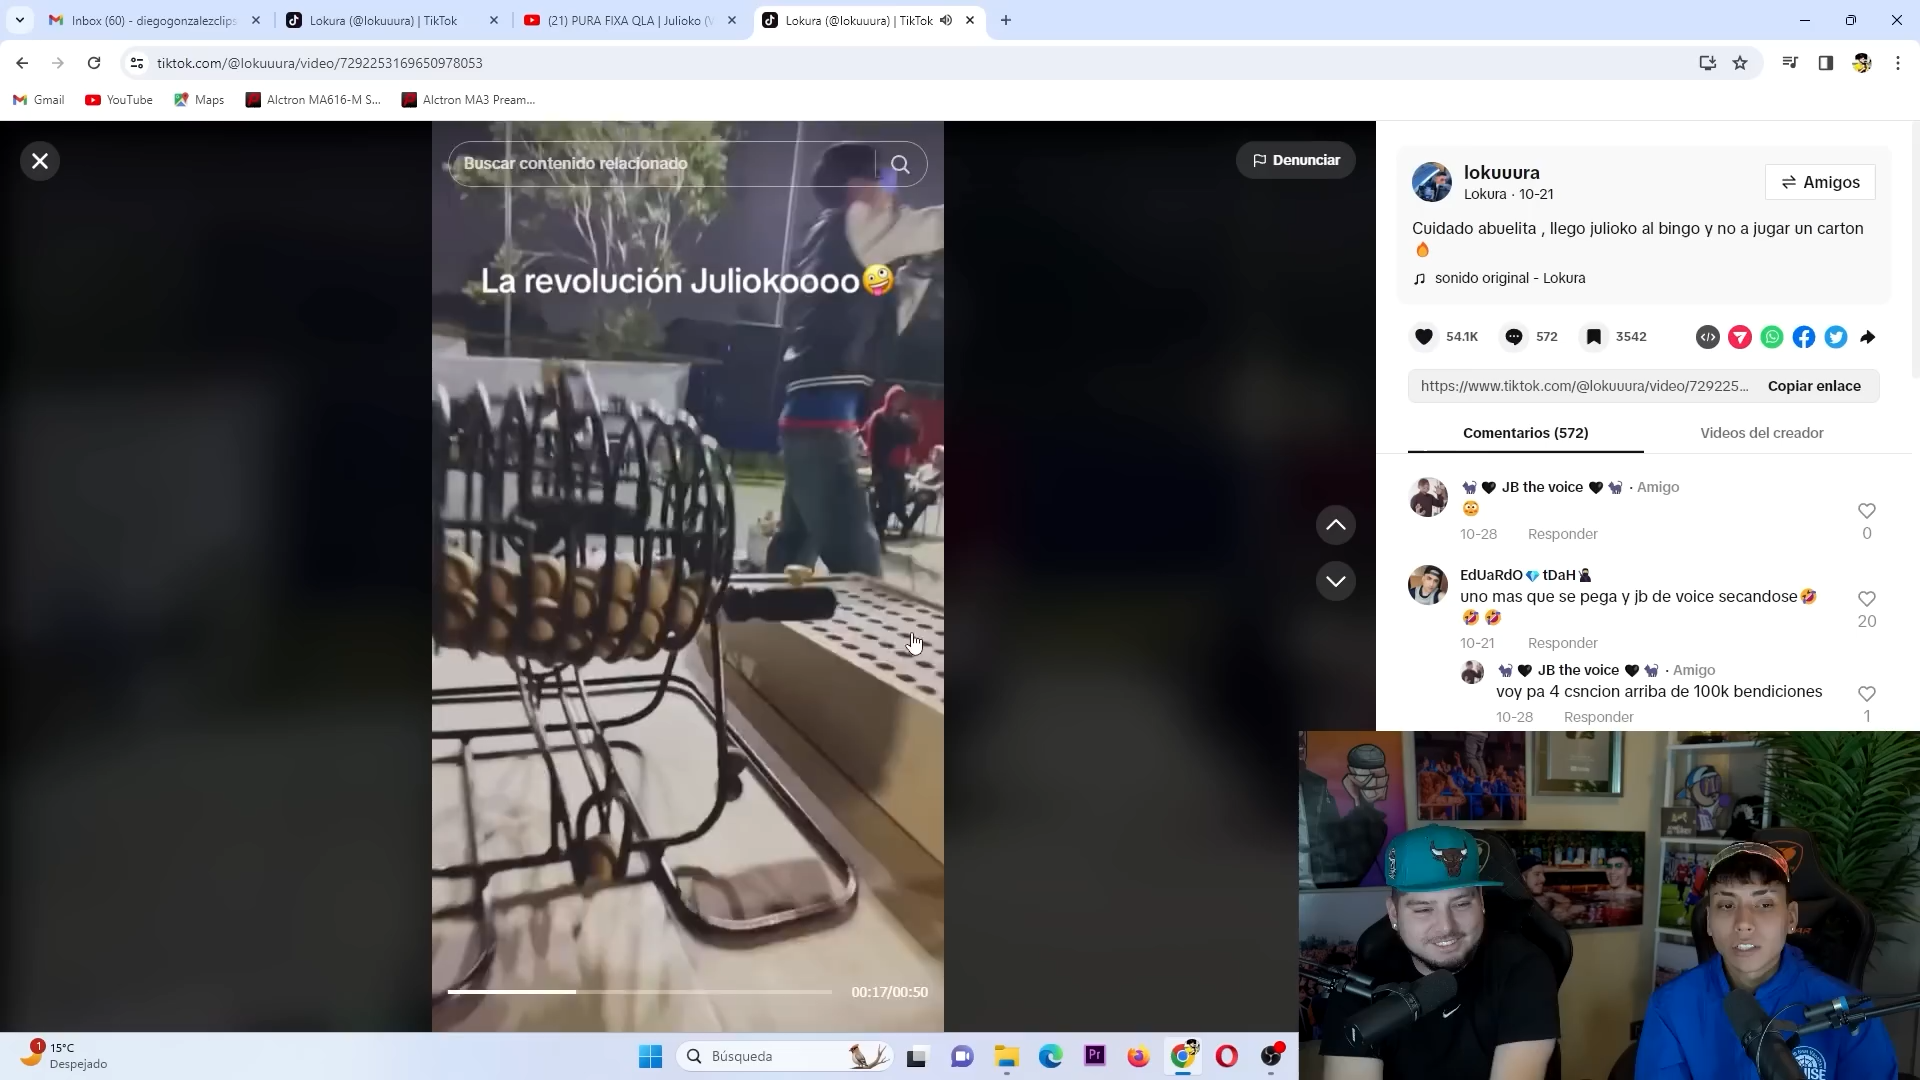 Inbox (60) - diegogonzalezclips
Lokura (@lokuuura) | TikTok
(21) PURA FIXA QLA | Julioko (V
Lokura (@lokuuura) | TikTok
tiktok.com/@lokuuura/video/7292253169650978053
Gmail
YouTube
Maps
Alctron MA616-M S...
Alctron MA3 Pream...
Buscar contenido relacionado
Denunciar
La revolución Juliokoooo🤪
00:17/00:50
lokuuura
Lokura · 10-21
Amigos
Cuidado abuelita , llego julioko al bingo y no a jugar un carton
🔥
sonido original - Lokura
54.1K
572
3542
https://www.tiktok.com/@lokuuura/video/729225...
Copiar enlace
Comentarios (572)
Videos del creador
🐈‍⬛ 🖤 JB the voice 🖤 🐈‍⬛ · Amigo
😳
10-28
Responder
0
EdUaRdO💎tDaH🥷🏿
uno mas que se pega y jb de voice secandose🤣
🤣 🤣
20
10-21
Responder
🐈‍⬛ 🖤 JB the voice 🖤 🐈‍⬛ · Amigo
voy pa 4 csncion arriba de 100k bendiciones
10-28
Responder
1
1
15°C
Despejado
Búsqueda
Pr